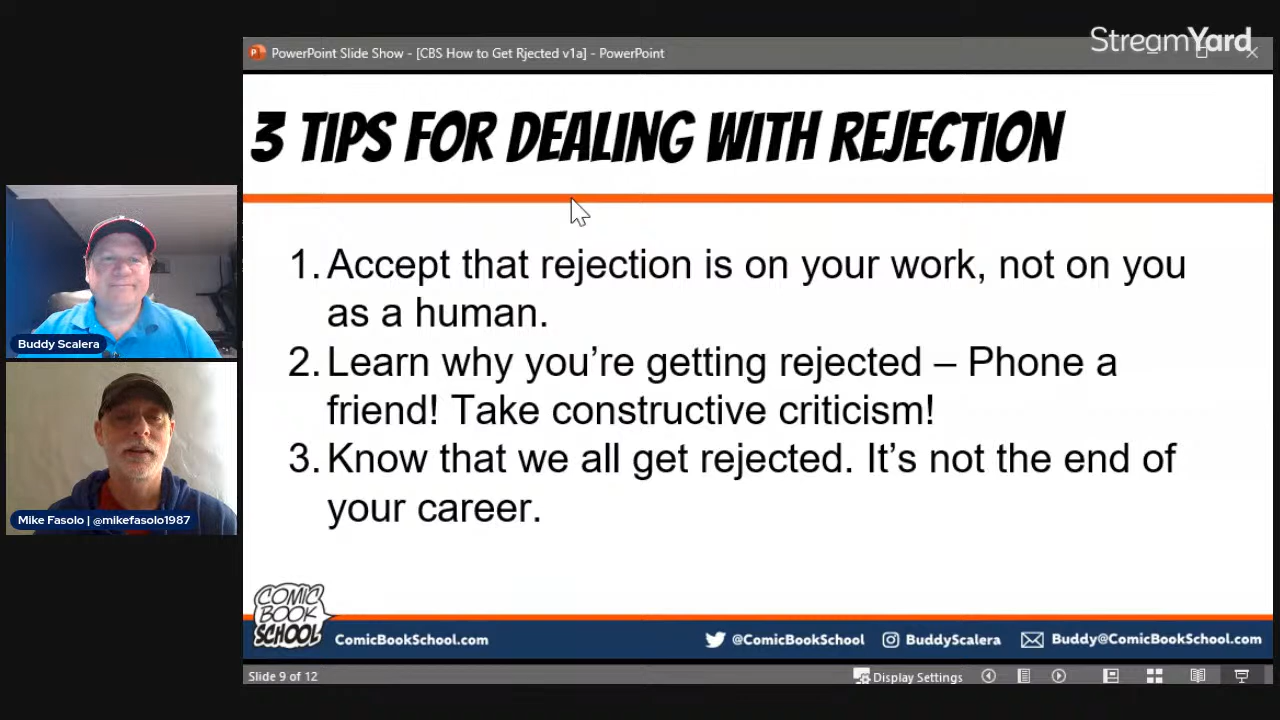 StreamYard
PowerPoint Slide Show - [CBS How to Get Rjected v1a] - PowerPoint
3 TIPS FOR DEALING WITH REJECTION
1. Accept that rejection is on your work, not on you
as a human.
2. Learn why you’re getting rejected – Phone a
friend! Take constructive criticism!
3. Know that we all get rejected. It’s not the end of
your career.
Buddy Scalera
Mike Fasolo | @mikefasolo1987
COMIC
BOOK
SCHOOL
ComicBookSchool.com
@ComicBookSchool
BuddyScalera
Buddy@ComicBookSchool.com
Slide 9 of 12
Display Settings